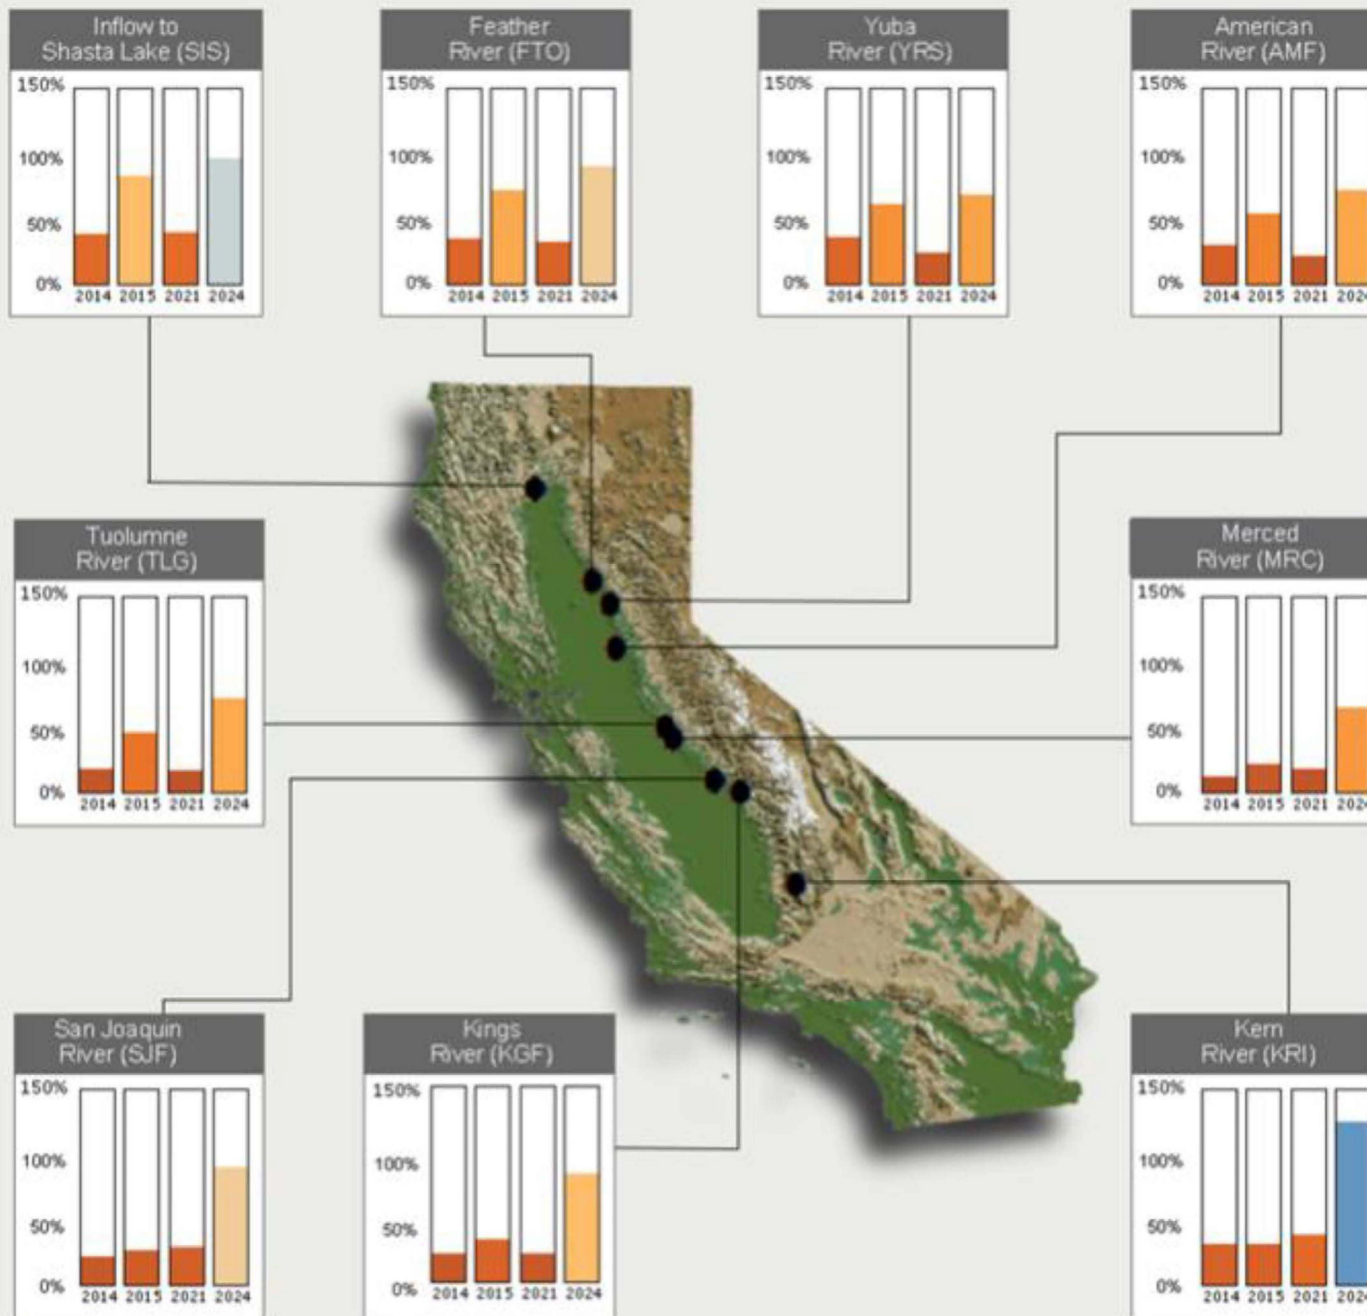 Inflow to
Shasta Lake (SIS)
150%
100%
50%
0%
2014 2015 2021 2024
Feather
River (FTO)
150%
100%
50%
0%
2014 2015 2021 2024
Yuba
River (YRS)
150%
100%
50%
0%
2014 2015 2021 2024
American
River (AMF)
150%
100%
50%
0%
2014 2015 2021 2024
Tuolumne
River (TLG)
150%
100%
50%
0%
2014 2015 2021 2024
Merced
River (MRC)
150%
100%
50%
0%
2014 2015 2021 2024
San Joaquin
River (SJF)
150%
100%
50%
0%
2014 2015 2021 2024
Kings
River (KGF)
150%
100%
50%
0%
2014 2015 2021 2024
Kern
River (KRI)
150%
100%
50%
0%
2014 2015 2021 2024